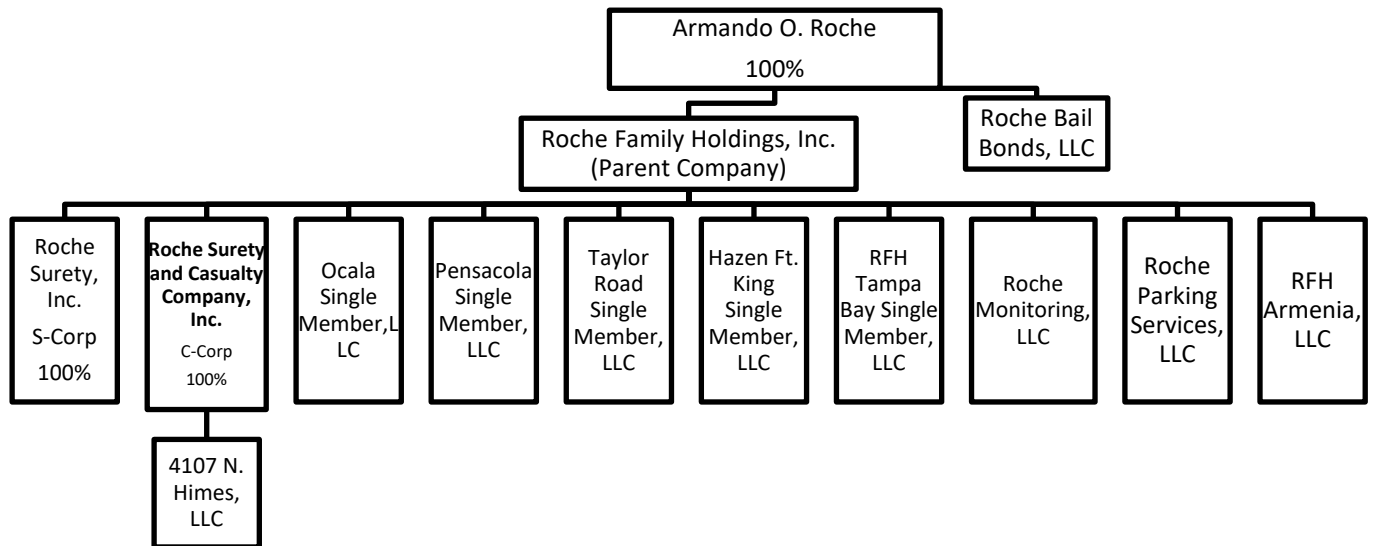 Armando O. Roche
100%
Roche Bail
Bonds, LLC
Roche Family Holdings, Inc.
(Parent Company)
Roche
Surety,
Inc.
S-Corp
100%
Roche Surety
and Casualty
Company,
Inc.
C-Corp
100%
Ocala
Single
Member,L
LC
Pensacola
Single
Member,
LLC
Taylor
Road
Single
Member,
LLC
Hazen Ft.
King
Single
Member,
LLC
RFH
Tampa
Bay Single
Member,
LLC
Roche
Monitoring,
LLC
Roche
Parking
Services,
LLC
RFH
Armenia,
LLC
4107 N.
Himes,
LLC